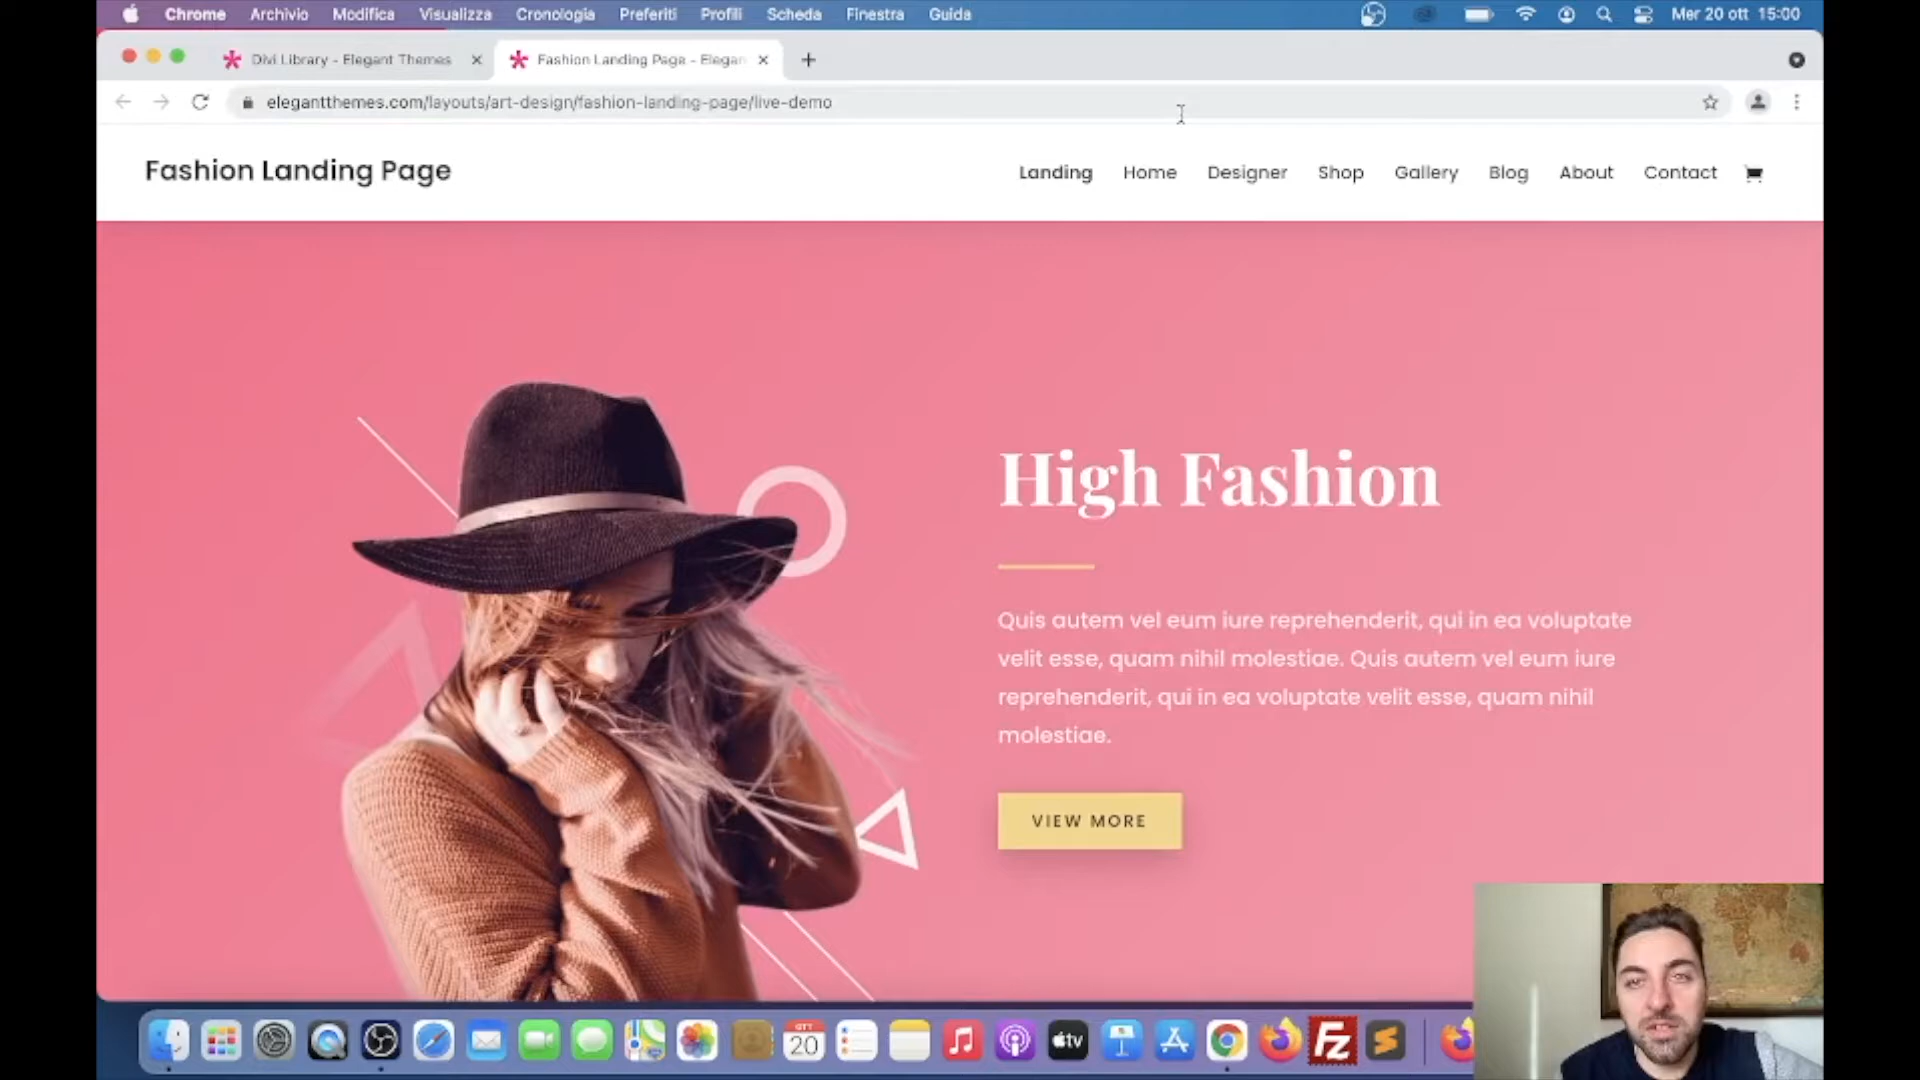 Chrome Archivio Modifica Visualizza Cronologia Preferiti Profili Scheda Finestra Guida Mer 20 ott 15:00
Divi Library - Elegant Themes Fashion Landing Page - Elegan
elegantthemes.com/layouts/art-design/fashion-landing-page/live-demo
Fashion Landing Page Landing Home Designer Shop Gallery Blog About Contact
High Fashion
Quis autem vel eum iure reprehenderit, qui in ea voluptate
velit esse, quam nihil molestiae. Quis autem vel eum iure
reprehenderit, qui in ea voluptate velit esse, quam nihil
molestiae.
VIEW MORE
OTT
20
tv
Fz